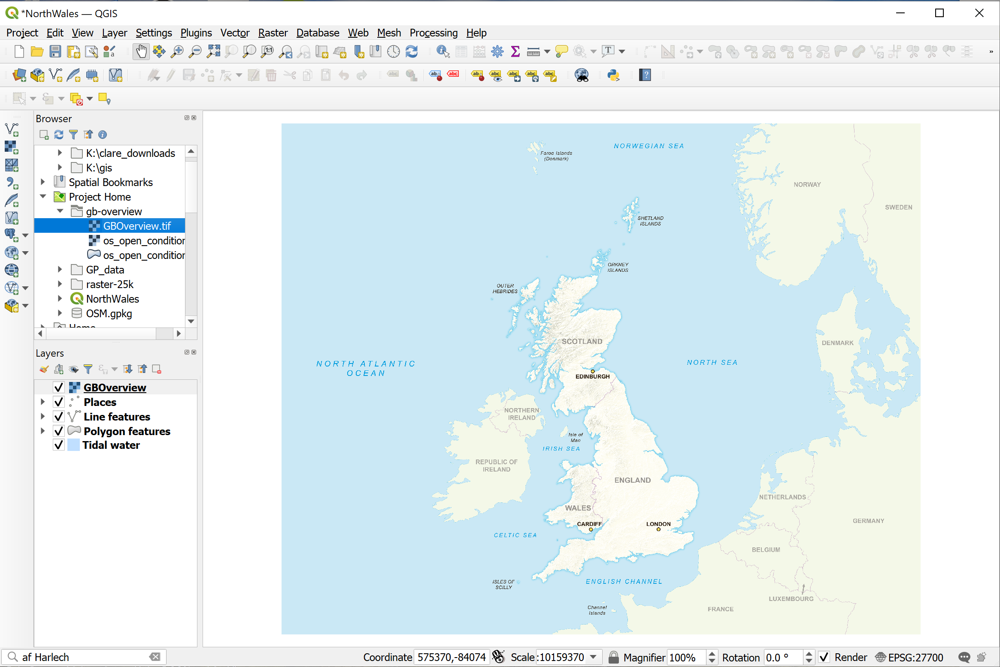 *NorthWales — QGIS
Project Edit View Layer Settings Plugins Vector Raster Database Web Mesh Processing Help
Browser
K:\clare_downloads
K:\gis
Spatial Bookmarks
Project Home
gb-overview
GBOverview.tif
os_open_condition
os_open_condition
GP_data
raster-25k
NorthWales
OSM.gpkg
Home
Layers
GBOverview
Places
Line features
Polygon features
Tidal water
NORWEGIAN SEA
Faroe Islands
(Denmark)
NORWAY
SWEDEN
SHETLAND
ISLANDS
ORKNEY
ISLANDS
OUTER
HEBRIDES
SCOTLAND
DENMARK
NORTH ATLANTIC
OCEAN
NORTH SEA
EDINBURGH
NORTHERN
IRELAND
Isle of
Man
IRISH SEA
REPUBLIC OF
IRELAND
ENGLAND
NETHERLANDS
WALES
GERMANY
CARDIFF
LONDON
CELTIC SEA
BELGIUM
ISLES OF
SCILLY
ENGLISH CHANNEL
LUXEMBOURG
Channel
Islands
FRANCE
af Harlech
Coordinate 575370,-84074 Scale :10159370 Magnifier 100% Rotation 0.0 ° Render EPSG:27700